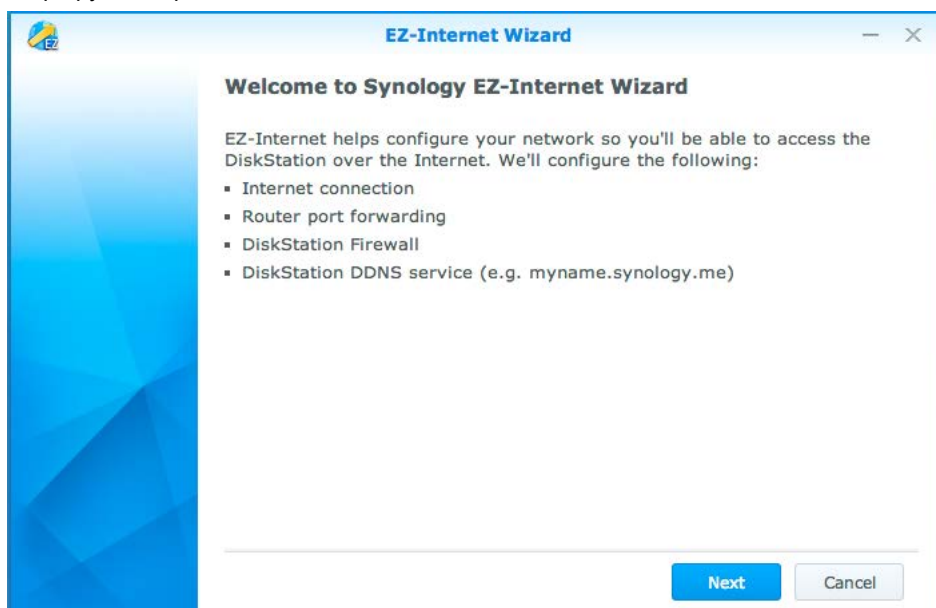 EZ-Internet Wizard
EZ
Welcome to Synology EZ-Internet Wizard
EZ-Internet helps configure your network so you'll be able to access the
DiskStation over the Internet. We'll configure the following:
▪ Internet connection
▪ Router port forwarding
▪ DiskStation Firewall
▪ DiskStation DDNS service (e.g. myname.synology.me)
Next
Cancel